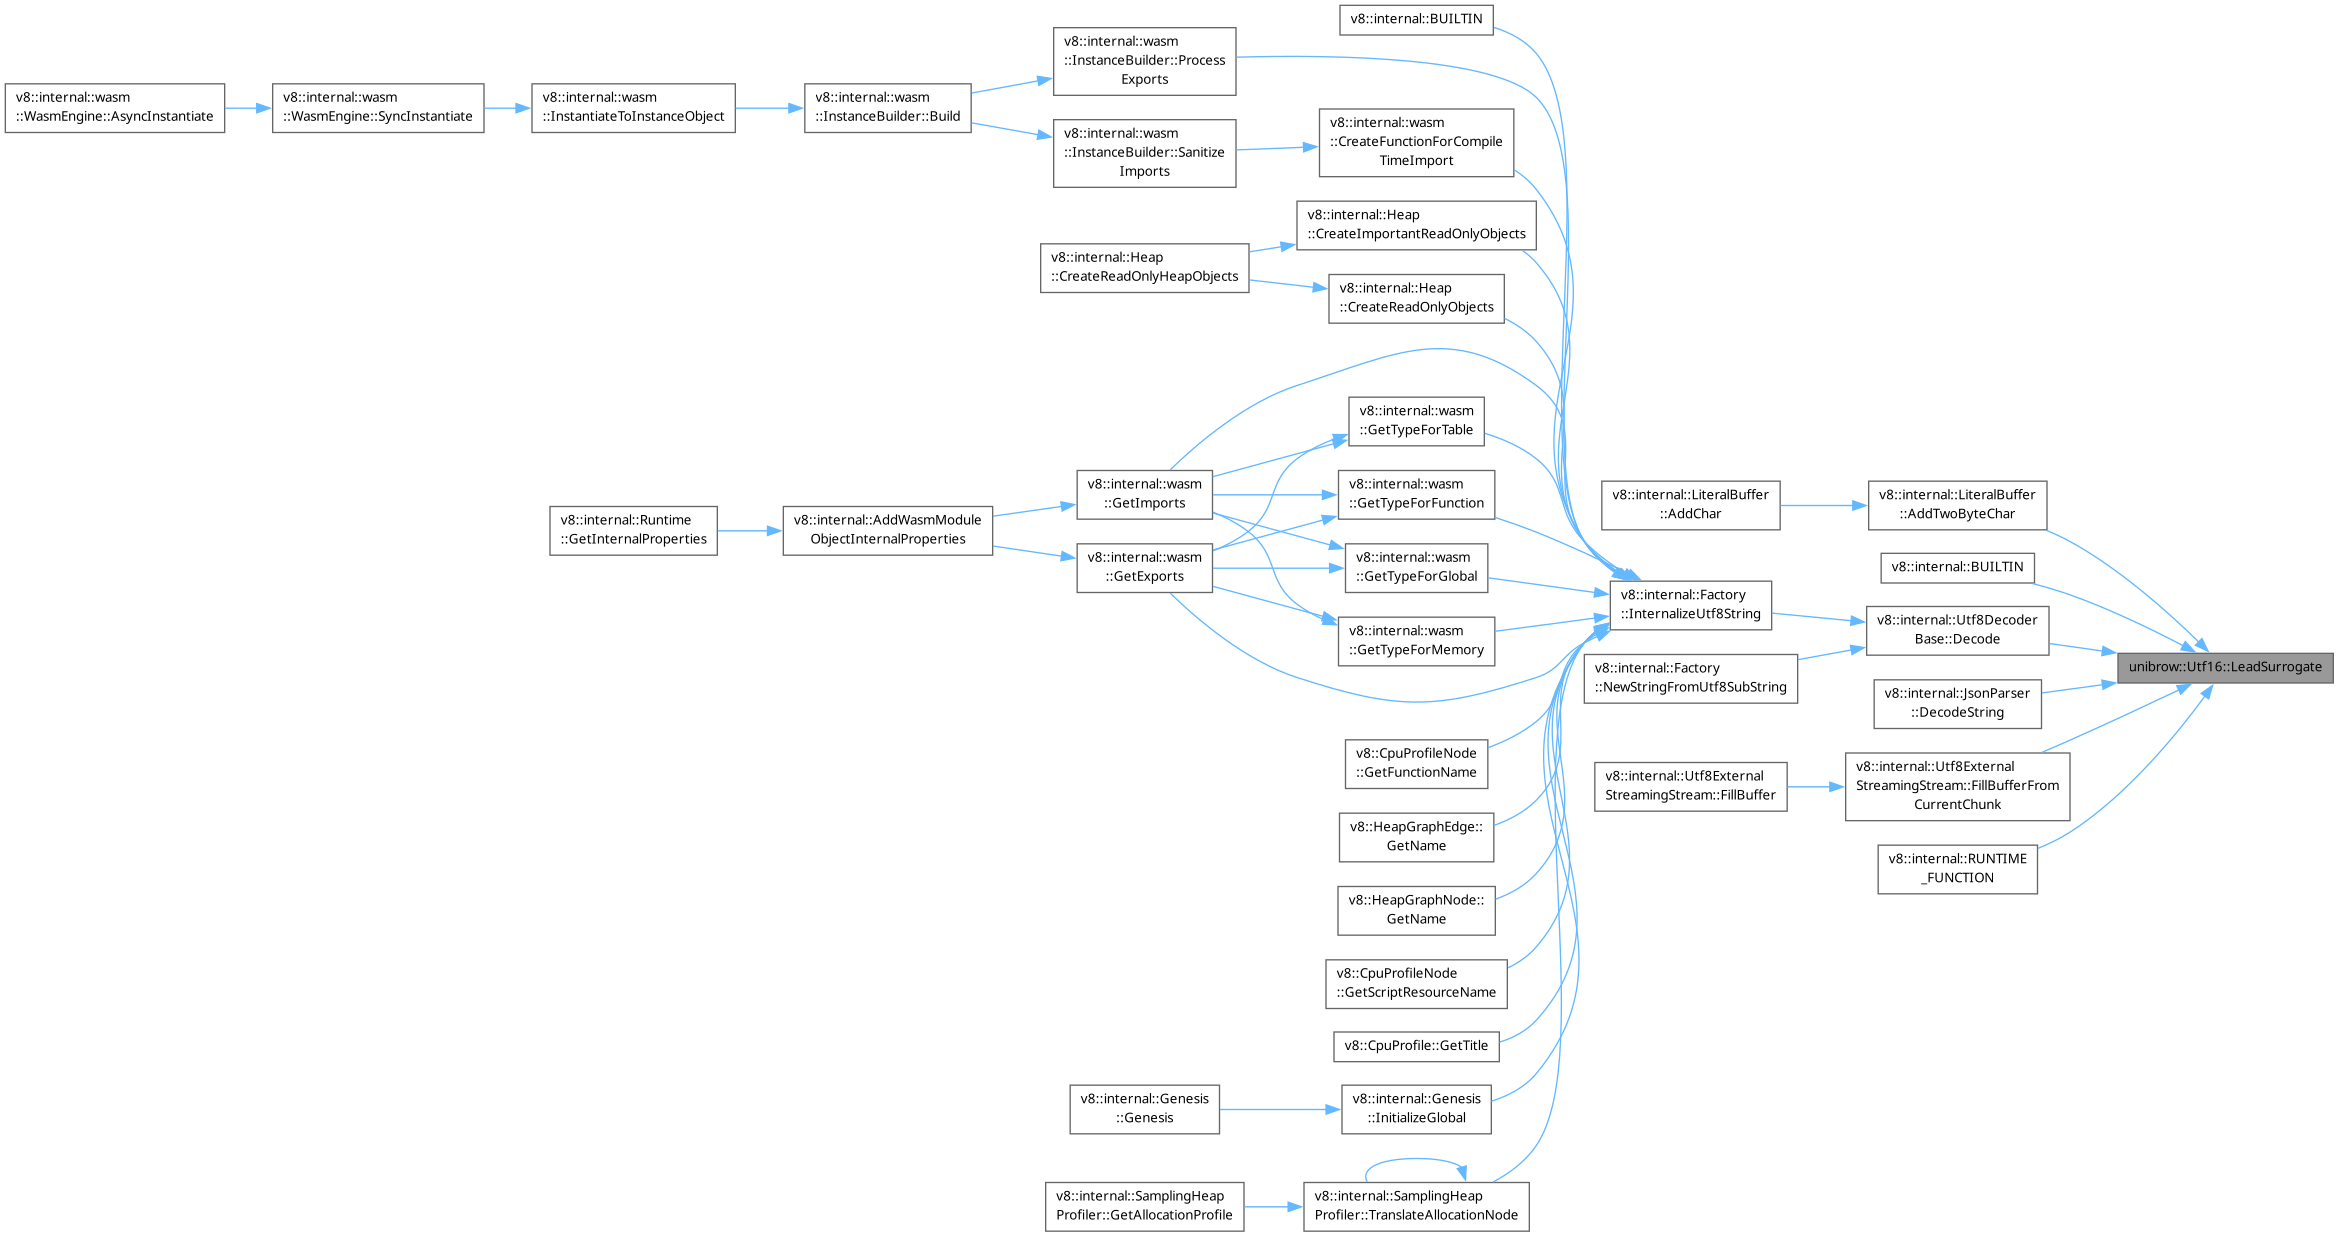 v8::internal::BUILTIN
v8::internal::wasm
::InstanceBuilder::Process
Exports
v8::internal::wasm
::WasmEngine::AsyncInstantiate
v8::internal::wasm
::WasmEngine::SyncInstantiate
v8::internal::wasm
::InstantiateToInstanceObject
v8::internal::wasm
::InstanceBuilder::Build
v8::internal::wasm
::InstanceBuilder::Sanitize
Imports
v8::internal::wasm
::CreateFunctionForCompile
TimeImport
v8::internal::Heap
::CreateImportantReadOnlyObjects
v8::internal::Heap
::CreateReadOnlyHeapObjects
v8::internal::Heap
::CreateReadOnlyObjects
v8::internal::wasm
::GetTypeForTable
v8::internal::wasm
::GetImports
v8::internal::wasm
::GetTypeForFunction
v8::internal::LiteralBuffer
::AddChar
v8::internal::LiteralBuffer
::AddTwoByteChar
v8::internal::Runtime
::GetInternalProperties
v8::internal::AddWasmModule
ObjectInternalProperties
v8::internal::wasm
::GetExports
v8::internal::wasm
::GetTypeForGlobal
v8::internal::BUILTIN
v8::internal::Factory
::InternalizeUtf8String
v8::internal::Utf8Decoder
Base::Decode
v8::internal::wasm
::GetTypeForMemory
v8::internal::Factory
::NewStringFromUtf8SubString
unibrow::Utf16::LeadSurrogate
v8::internal::JsonParser
::DecodeString
v8::CpuProfileNode
::GetFunctionName
v8::internal::Utf8External
StreamingStream::FillBuffer
v8::internal::Utf8External
StreamingStream::FillBufferFrom
CurrentChunk
v8::HeapGraphEdge::
GetName
v8::internal::RUNTIME
_FUNCTION
v8::HeapGraphNode::
GetName
v8::CpuProfileNode
::GetScriptResourceName
v8::CpuProfile::GetTitle
v8::internal::Genesis
::Genesis
v8::internal::Genesis
::InitializeGlobal
v8::internal::SamplingHeap
Profiler::GetAllocationProfile
v8::internal::SamplingHeap
Profiler::TranslateAllocationNode